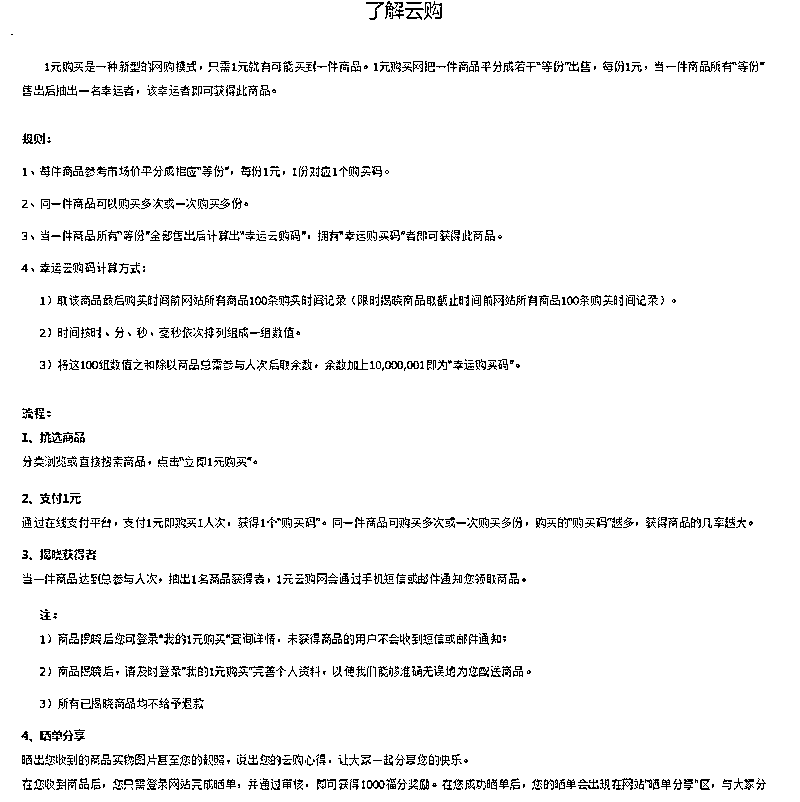 了解云购
1元购买是一种新型的网购模式，只需1元就有可能买到一件商品。1元购买网把一件商品平分成若干“等份”出售，每份1元，当一件商品所有“等份”
售出后抽出一名幸运者，该幸运者即可获得此商品。
规则：
1、每件商品参考市场价平分成相应“等份”，每份1元，1份对应1个购买码。
2、同一件商品可以购买多次或一次购买多份。
3、当一件商品所有“等份”全部售出后计算出“幸运云购码”，拥有“幸运购买码”者即可获得此商品。
4、幸运云购码计算方式：
1）取该商品最后购买时间前网站所有商品100条购买时间记录（限时揭晓商品取截止时间前网站所有商品100条购买时间记录）。
2）时间按时、分、秒、毫秒依次排列组成一组数值。
3）将这100组数值之和除以商品总需参与人次后取余数，余数加上10,000,001即为“幸运购买码”。
流程：
1、挑选商品
分类浏览或直接搜索商品，点击“立即1元购买”。
2、支付1元
通过在线支付平台，支付1元即购买1人次，获得1个“购买码”。同一件商品可购买多次或一次购买多份，购买的“购买码”越多，获得商品的几率越大。
3、揭晓获得者
当一件商品达到总参与人次，抽出1名商品获得者，1元云购网会通过手机短信或邮件通知您领取商品。
注：
1）商品揭晓后您可登录“我的1元购买”查询详情，未获得商品的用户不会收到短信或邮件通知；
2）商品揭晓后，请及时登录“我的1元购买”完善个人资料，以便我们能够准确无误地为您配送商品。
3）所有已揭晓商品均不给予退款
4、晒单分享
晒出您收到的商品实物图片甚至您的靓照，说出您的云购心得，让大家一起分享您的快乐。
在您收到商品后，您只需登录网站完成晒单，并通过审核，即可获得1000福分奖励。在您成功晒单后，您的晒单会出现在网站“晒单分享”区，与大家分